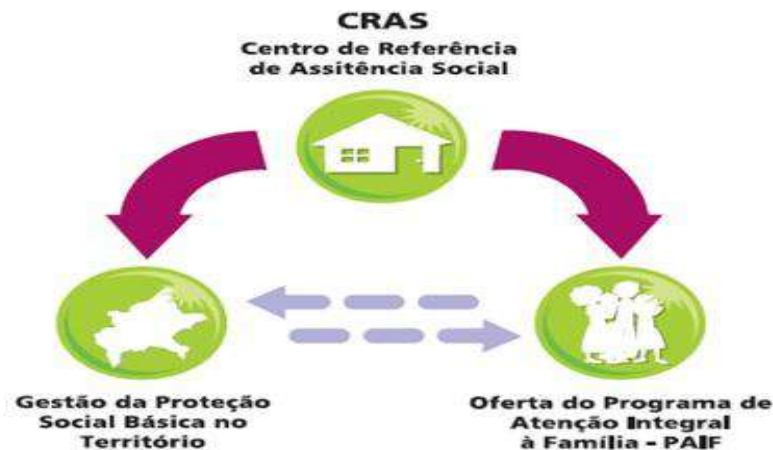 CRAS
Centro de Referência
de Assitência Social
Gestão da Proteção
Social Básica no
Território
Oferta do Programa de
Atenção Integral
à Família - PAIF